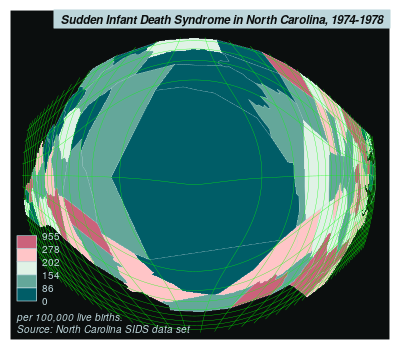 Sudden Infant Death Syndrome in North Carolina, 1974-1978
955
278
202
154
86
0
per 100,000 live births.
Source: North Carolina SIDS data set